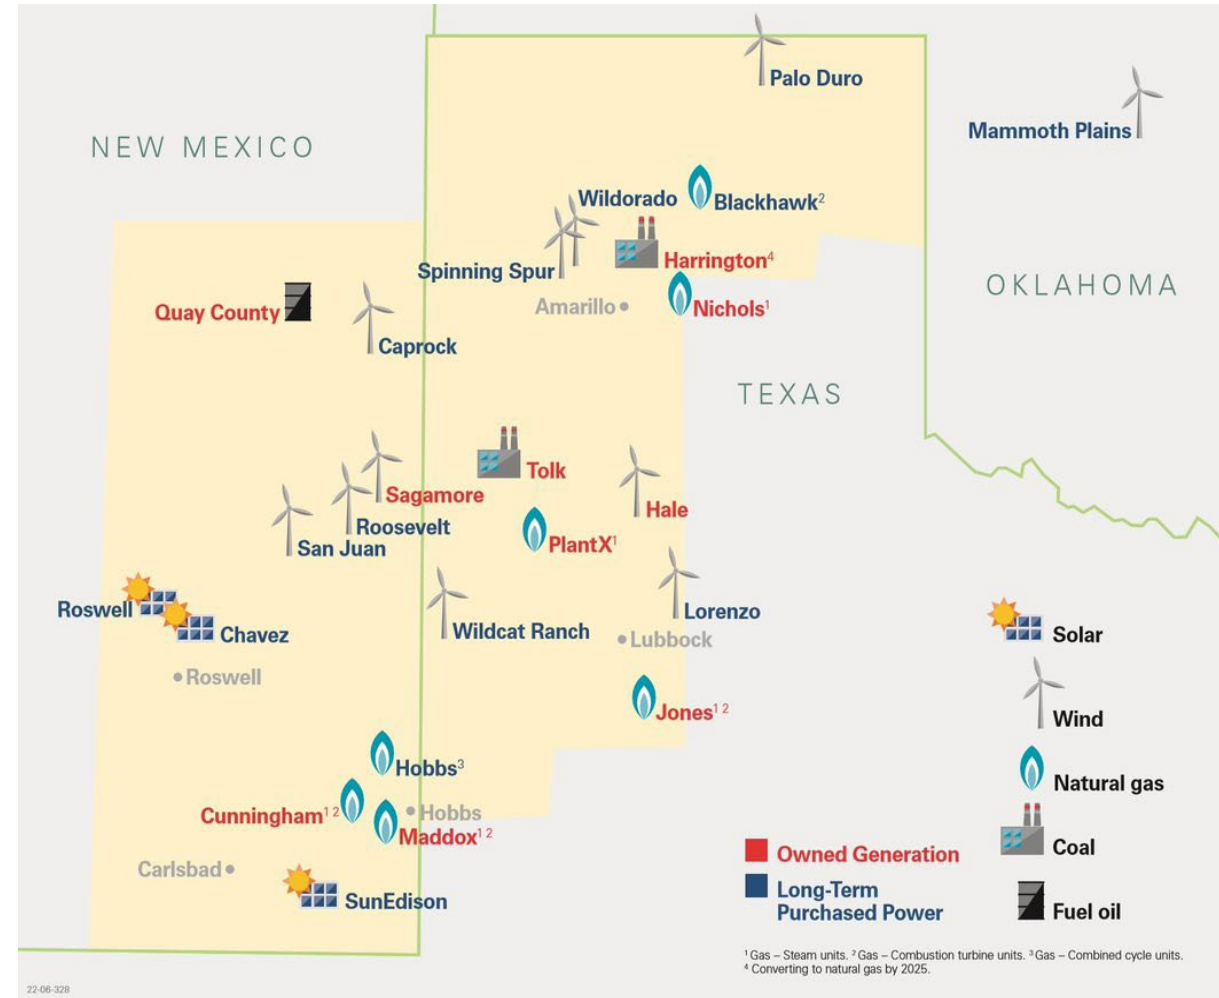 Palo Duro
Mammoth Plains
NEW MEXICO
Wildorado
Blackhawk²
Spinning Spur
Harrington⁴
OKLAHOMA
Amarillo
Nichols¹
Quay County
Caprock
TEXAS
Tolk
Sagamore
Hale
Roosevelt
PlantX¹
San Juan
Roswell
Lorenzo
Chavez
Wildcat Ranch
Lubbock
Solar
Roswell
Jones¹ ²
Wind
Hobbs³
Natural gas
Cunningham¹ ²
Hobbs
Maddox¹ ²
Coal
Owned Generation
Carlsbad
Long-Term
Purchased Power
SunEdison
Fuel oil
¹ Gas – Steam units. ² Gas – Combustion turbine units. ³ Gas – Combined cycle units.
⁴ Converting to natural gas by 2025.
22-06-328